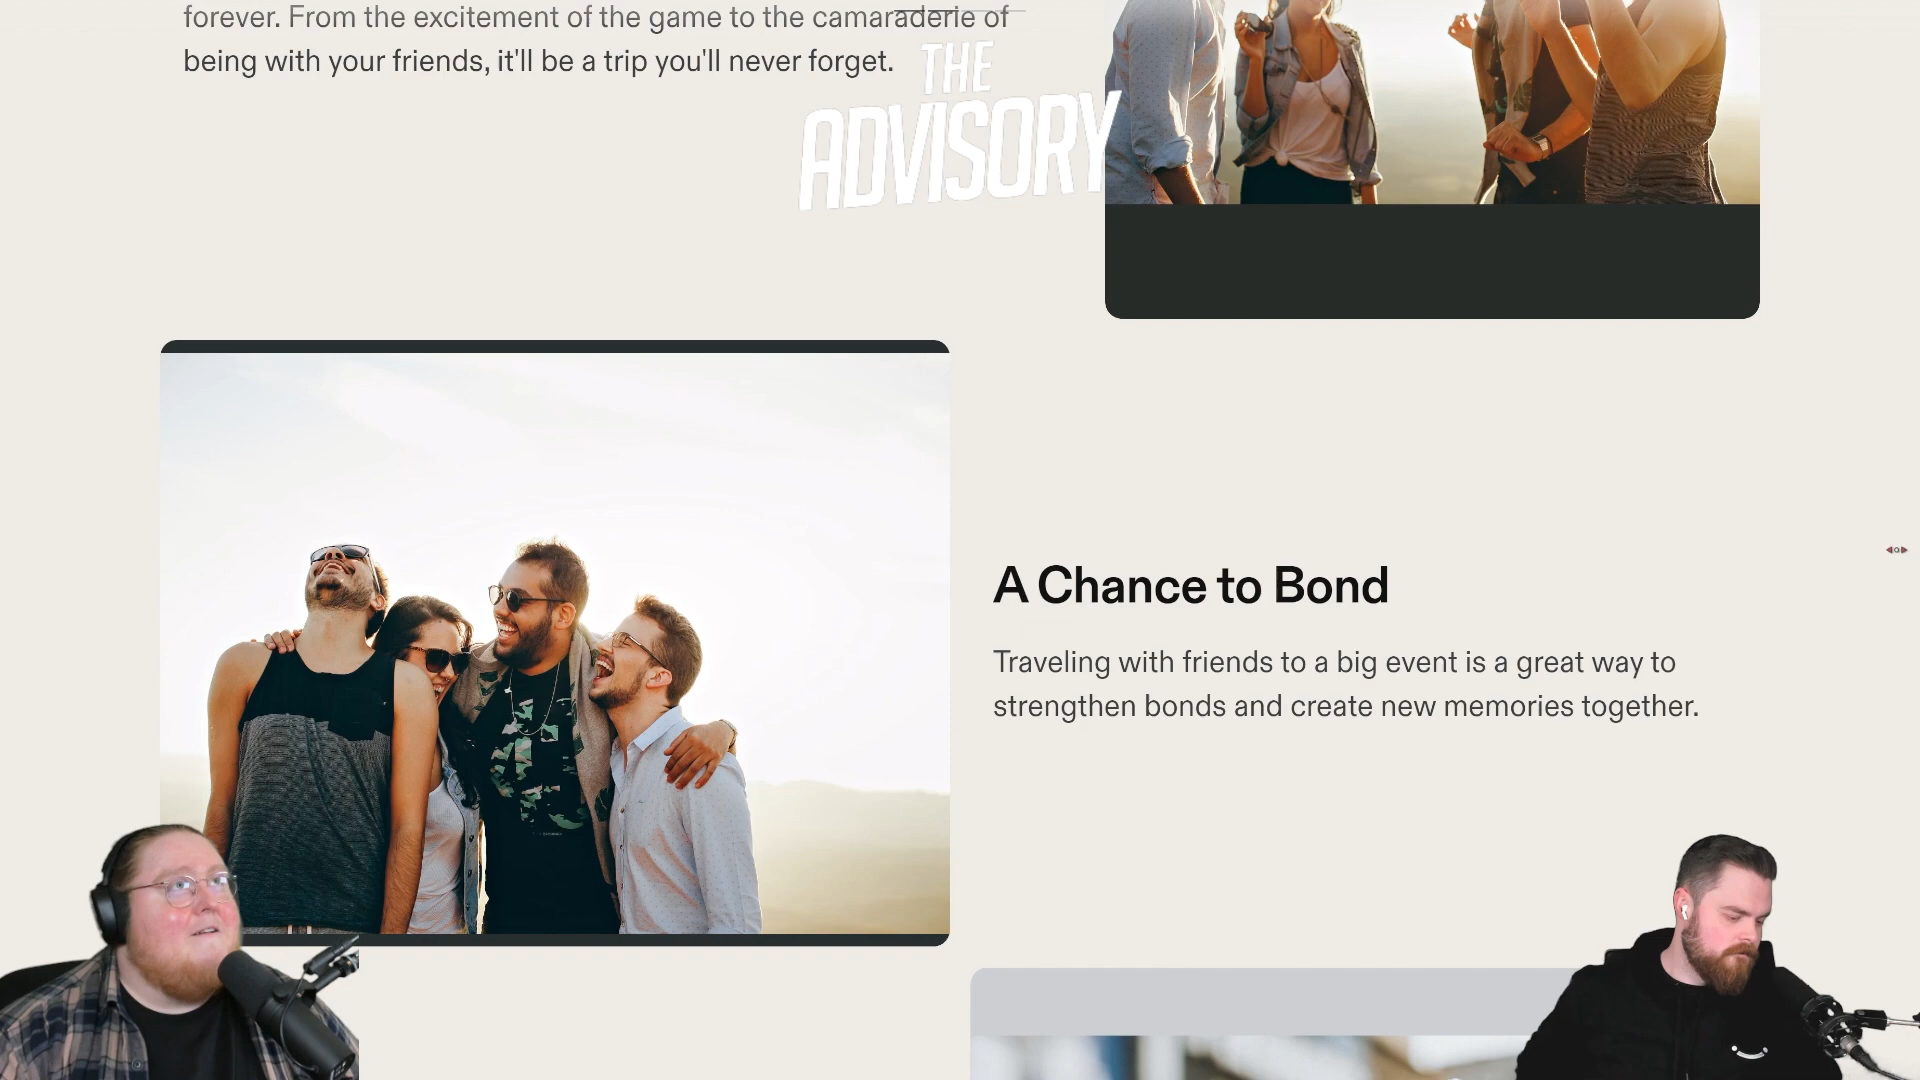 forever. From the excitement of the game to the camaraderie of
being with your friends, it'll be a trip you'll never forget.
THE
ADVISORY
A Chance to Bond
Traveling with friends to a big event is a great way to
strengthen bonds and create new memories together.